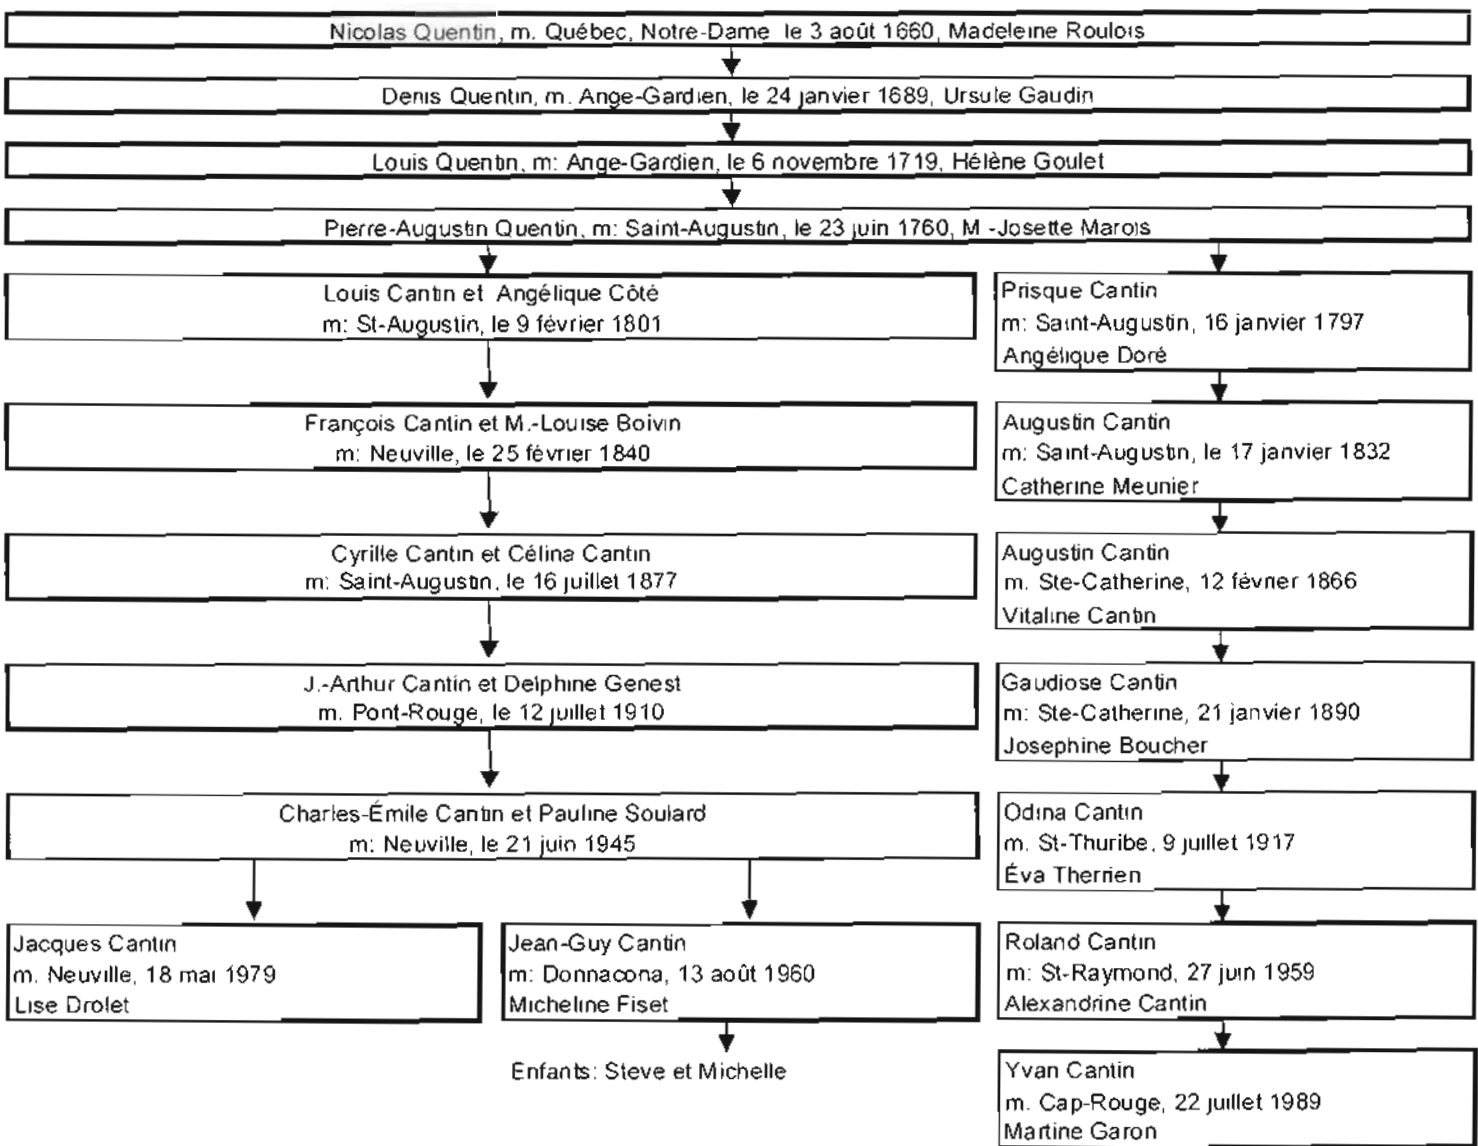 Nicolas Quentin, m. Québec, Notre-Dame le 3 août 1660, Madeleine Roulois
Denis Quentin, m. Ange-Gardien, le 24 janvier 1689, Ursule Gaudin
Louis Quentin, m: Ange-Gardien, le 6 novembre 1719, Hélène Goulet
Pierre-Augustin Quentin, m: Saint-Augustin, le 23 juin 1760, M -Josette Marois
Louis Cantin et Angélique Côté
m: St-Augustin, le 9 février 1801
François Cantin et M.-Louise Boivin
m: Neuville, le 25 février 1840
Cyrille Cantin et Célina Cantin
m: Saint-Augustin, le 16 juillet 1877
J.-Arthur Cantin et Delphine Genest
m. Pont-Rouge, le 12 juillet 1910
Charles-Émile Cantin et Pauline Soulard
m: Neuville, le 21 juin 1945
Jacques Cantin
m. Neuville, 18 mai 1979
Lise Drolet
Jean-Guy Cantin
m: Donnacona, 13 août 1960
Micheline Fiset
Enfants: Steve et Michelle
Prisque Cantin
m: Saint-Augustin, 16 janvier 1797
Angélique Doré
Augustin Cantin
m: Saint-Augustin, le 17 janvier 1832
Catherine Meunier
Augustin Cantin
m. Ste-Catherine, 12 février 1866
Vitaline Cantin
Gaudiose Cantin
m: Ste-Catherine, 21 janvier 1890
Josephine Boucher
Odina Cantin
m. St-Thuribe, 9 juillet 1917
Éva Therrien
Roland Cantin
m: St-Raymond, 27 juin 1959
Alexandrine Cantin
Yvan Cantin
m. Cap-Rouge, 22 juillet 1989
Martine Garon